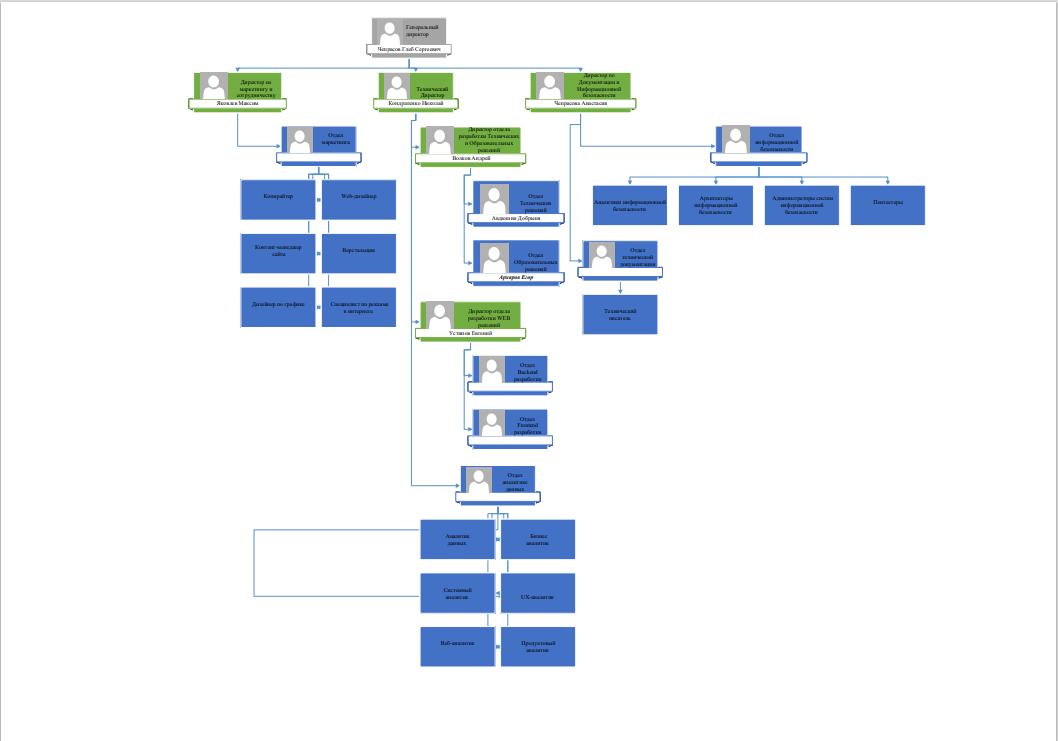 Генеральный
директор
Чепрасов Глеб Сергеевич
Директор по
маркетингу и
сотрудничеству
Яковлев Максим
Технический
Директор
Кондратенко Николай
Директор по
Документации и
Информационной
безопасности
Чепрасова Анастасия
Отдел
маркетинга
Директор отдела
разработки Технических
и Образовательных
решений
Волков Андрей
Отдел
информационной
безопасности
Копирайтер
Web-дизайнер
Отдел
Технических
решений
Авдюшин Добрыня
Аналитики информационной
безопасности
Архитекторы
информационной
безопасности
Администраторы систем
информационной
безопасности
Пентестеры
Контент-менеджер
сайта
Верстальщик
Отдел
Образовательных
решений
Архаров Егор
Отдел
технической
документации
Дизайнер по графике
Специалист по рекламе
в интернете
Директор отдела
разработки WEB
решений
Устинов Евгений
Технический
писатель
Отдел
Backend
разработки
Отдел
Frontend
разработки
Отдел
аналитики
данных
Аналитик
данных
Бизнес
аналитик
Системный
аналитик
UX-аналитик
Веб-аналитик
Продуктовый
аналитик